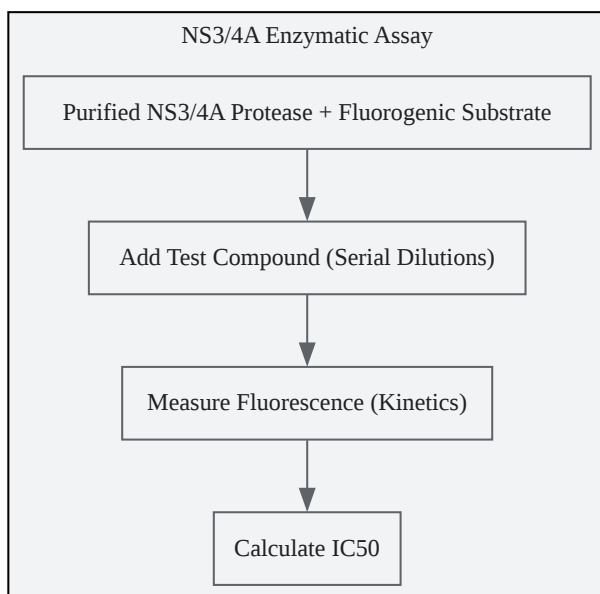 NS3/4A Enzymatic Assay
Purified NS3/4A Protease + Fluorogenic Substrate
Add Test Compound (Serial Dilutions)
Measure Fluorescence (Kinetics)
Calculate IC50